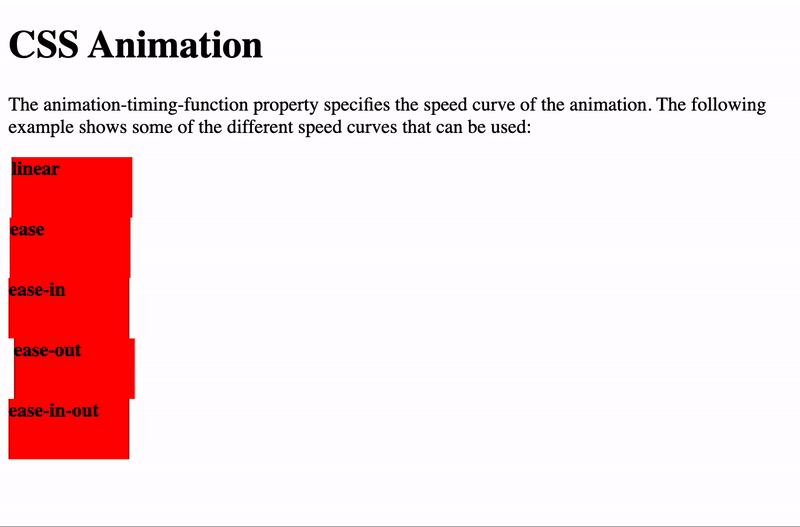 CSS Animation
The animation-timing-function property specifies the speed curve of the animation. The following
example shows some of the different speed curves that can be used:
linear
ease
ease-in
ease-out
ease-in-out